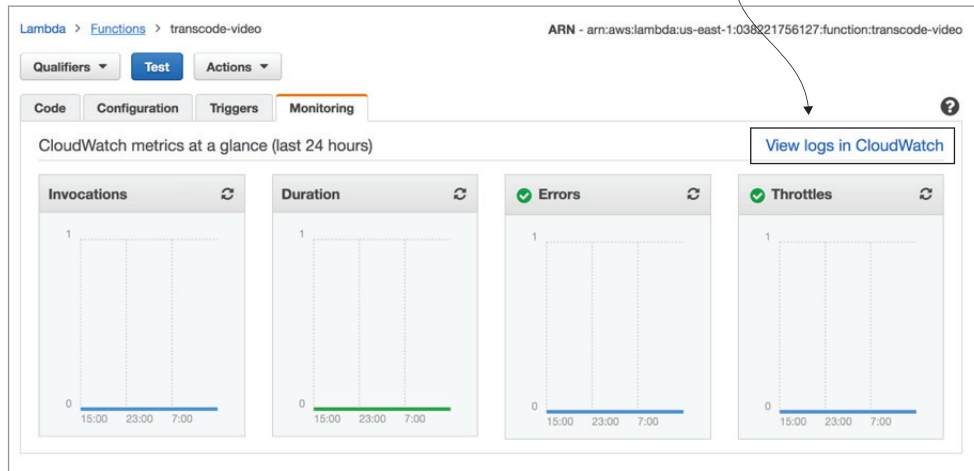 Lambda > Functions > transcode-video
ARN - arn:aws:lambda:us-east-1:038221756127:function:transcode-video
Qualifiers Test Actions
Code Configuration Triggers Monitoring ?
CloudWatch metrics at a glance (last 24 hours) View logs in CloudWatch
Invocations
1
0
15:00 23:00 7:00
Duration
1
0
15:00 23:00 7:00
Errors
1
0
15:00 23:00 7:00
Throttles
1
0
15:00 23:00 7:00